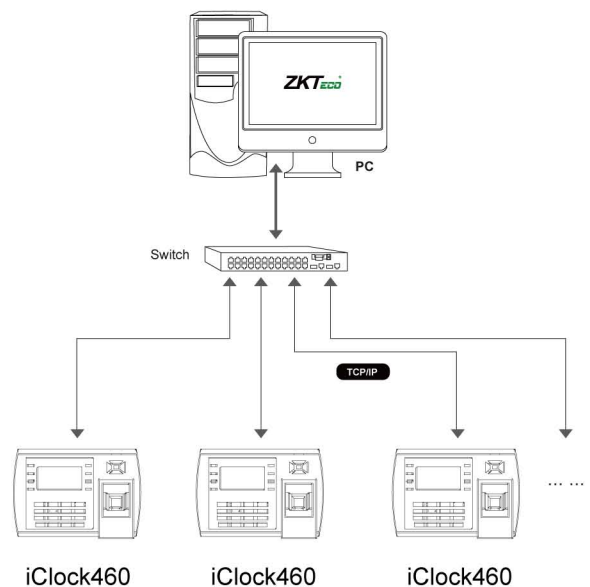 ZKTECO
PC
Switch
TCP/IP
... ...
iClock460 iClock460 iClock460